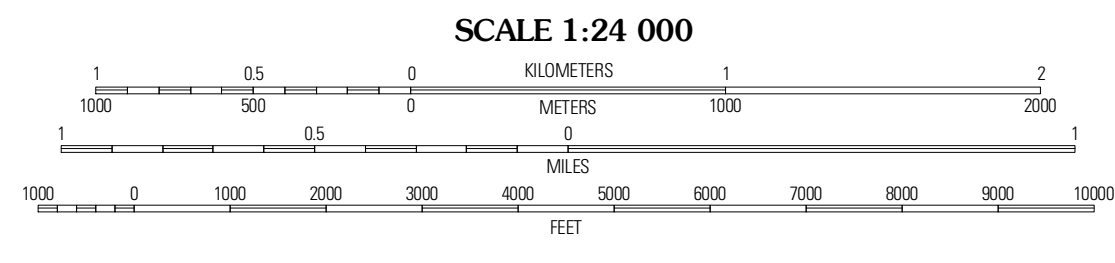 SCALE 1:24 000
1 0.5 0 KILOMETERS 1 2
1000 500 0 METERS 1000 2000
1 0.5 0 1
MILES
1000 0 1000 2000 3000 4000 5000 6000 7000 8000 9000 10000
FEET